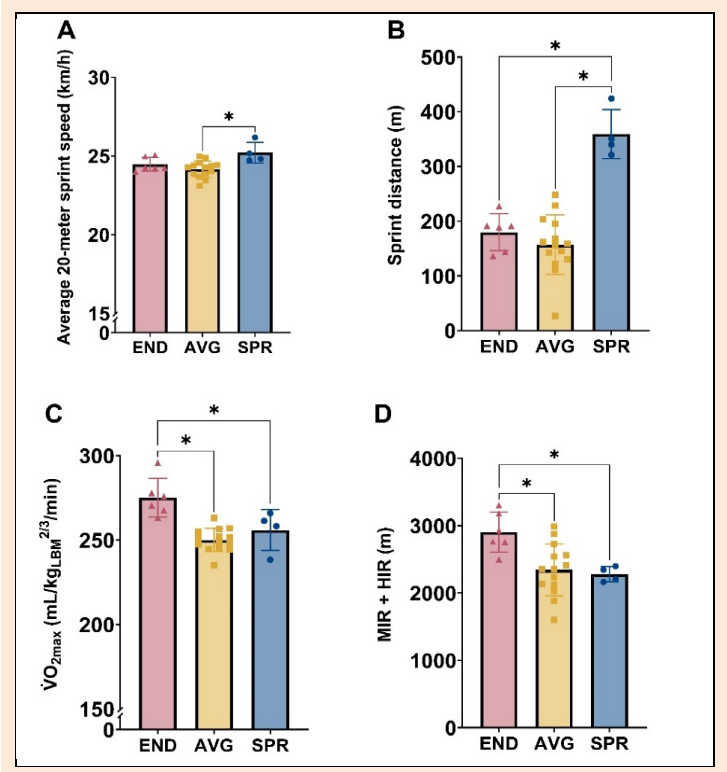 A
Average 20-meter sprint speed (km/h)
30
25
20
15
0
*
END AVG SPR
B
Sprint distance (m)
500
400
300
200
100
0
*
*
END AVG SPR
C
V̇O2max (mL/kgLBM2/3/min)
300
250
200
150
0
*
*
END AVG SPR
D
MIR + HIR (m)
4000
3000
2000
1000
0
*
*
END AVG SPR